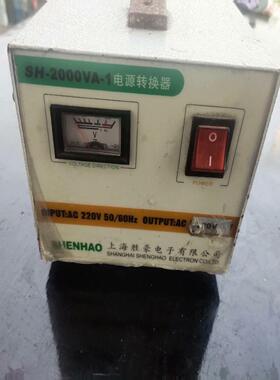 SH-2000VA-1电源转换器
V
VOLTAGE DIRECTION
POWER
INPUT:AC 220V 50/60Hz OUTPUT:AC
SHENHAO 上海胜豪电子有限公司
SHANGHAI SHENGHAO ELECTRON CO.LTD